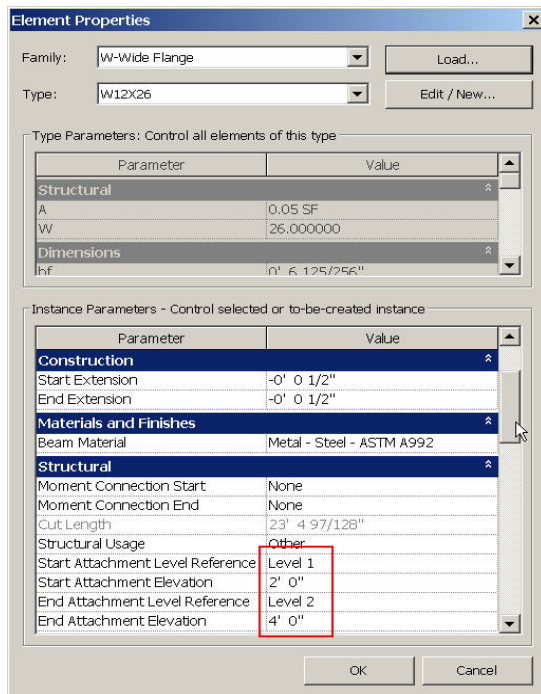 Element Properties
Family: W-Wide Flange Load...
Type: W12X26 Edit / New...
Type Parameters: Control all elements of this type
Parameter Value
Structural
A 0.05 SF
W 26.000000
Dimensions
bf 0' 6 125/256"
Instance Parameters - Control selected or to-be-created instance
Parameter Value
Construction
Start Extension -0' 0 1/2"
End Extension -0' 0 1/2"
Materials and Finishes
Beam Material Metal - Steel - ASTM A992
Structural
Moment Connection Start None
Moment Connection End None
Cut Length 23' 4 97/128"
Structural Usage Other
Start Attachment Level Reference Level 1
Start Attachment Elevation 2' 0"
End Attachment Level Reference Level 2
End Attachment Elevation 4' 0"
OK Cancel